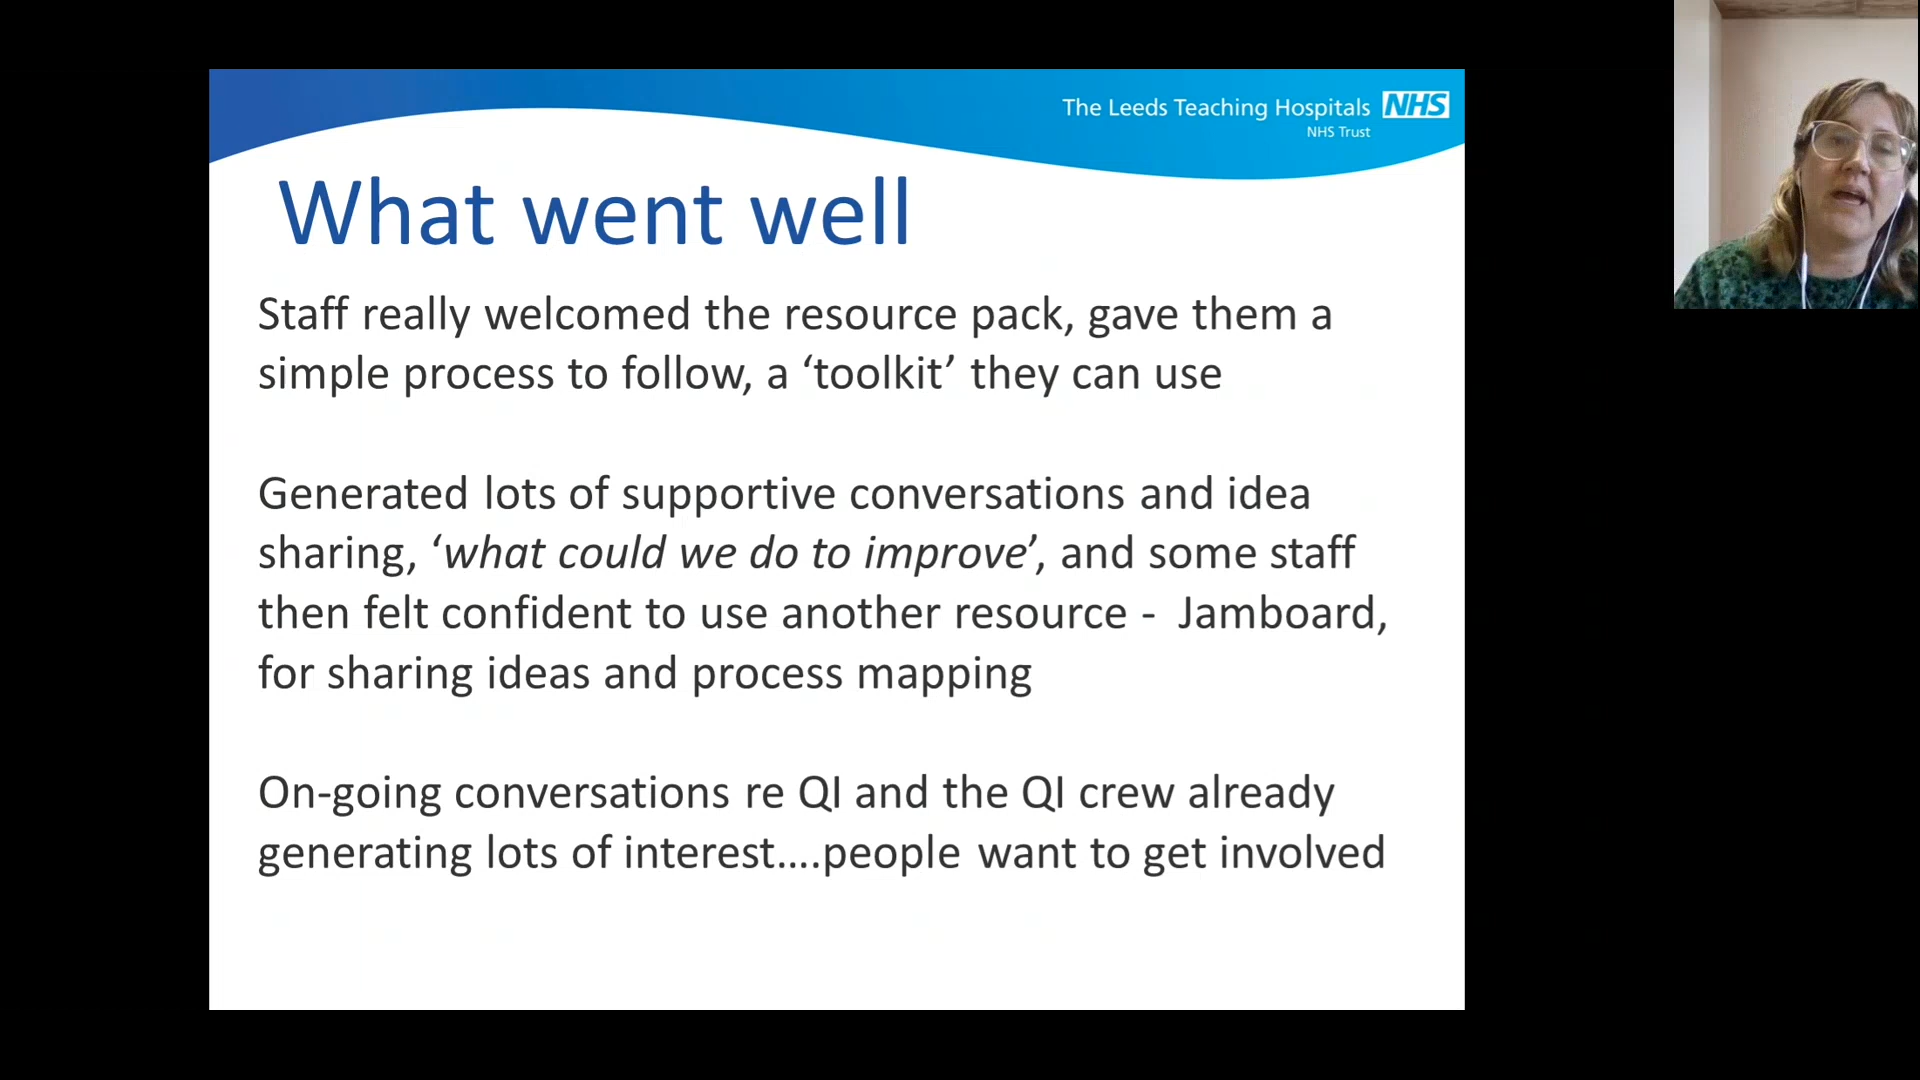 The Leeds Teaching Hospitals NHS
NHS Trust
What went well
Staff really welcomed the resource pack, gave them a
simple process to follow, a ‘toolkit’ they can use
Generated lots of supportive conversations and idea
sharing, ‘what could we do to improve’, and some staff
then felt confident to use another resource -  Jamboard,
for sharing ideas and process mapping
On-going conversations re QI and the QI crew already
generating lots of interest….people want to get involved